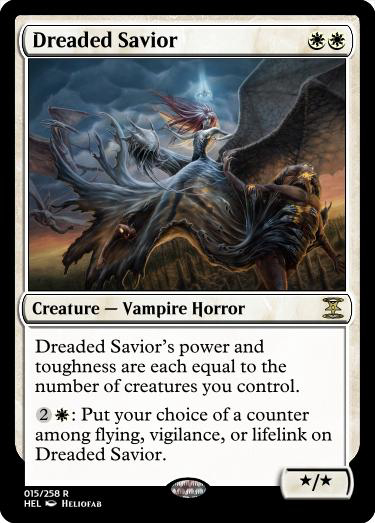 Dreaded Savior
Creature — Vampire Horror
Dreaded Savior's power and
toughness are each equal to the
number of creatures you control.
2 : Put your choice of a counter
among flying, vigilance, or lifelink on
Dreaded Savior.
★/★
015/258 R
HEL Heliofab